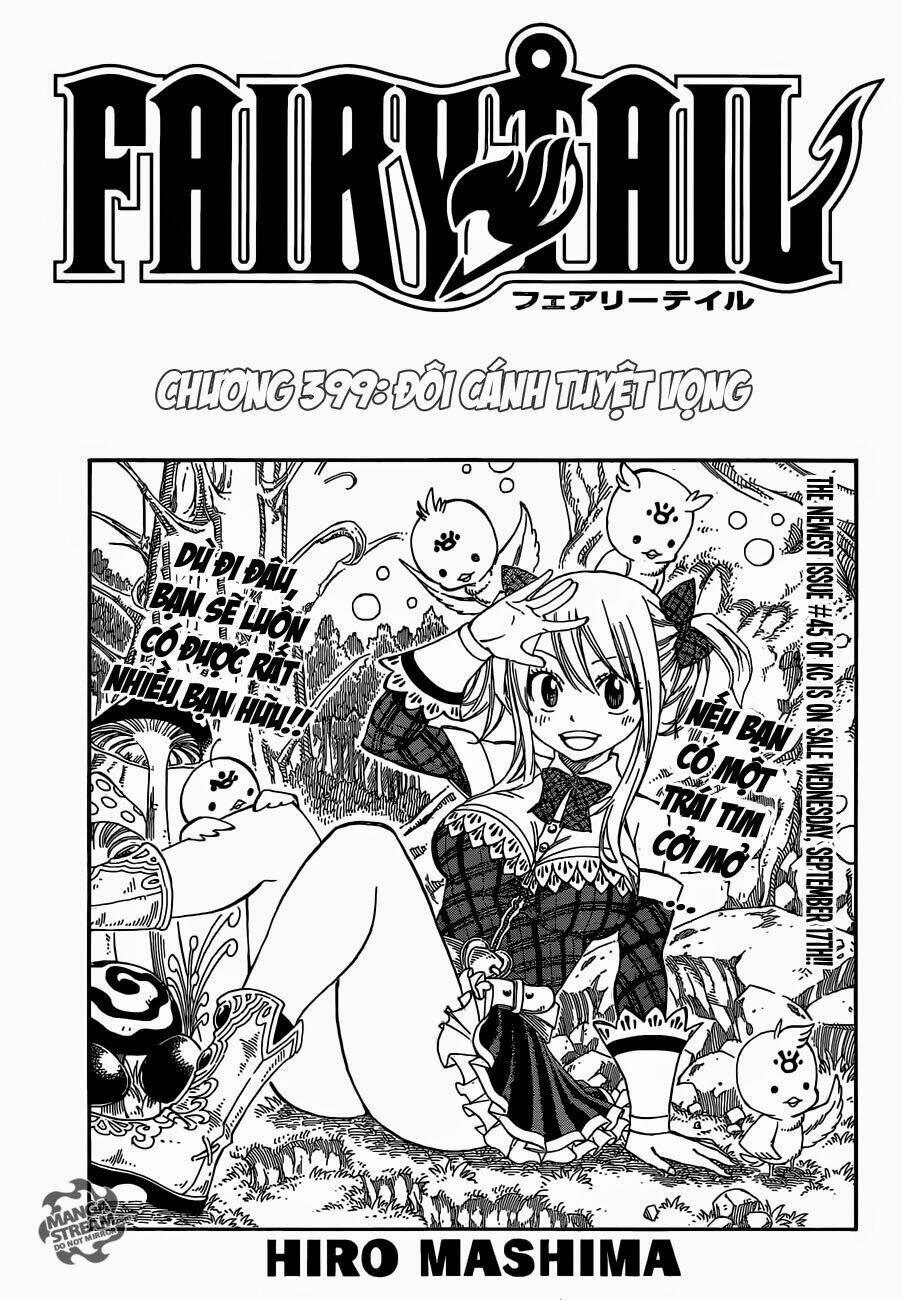 FAIRY TAIL
フェアリーテイル
CHƯƠNG 399: ĐÔI CÁNH TUYỆT VỌNG
THE NEWEST ISSUE #45 OF KC IS ON SALE WEDNESDAY, SEPTEMBER 17TH!!
NẾU BẠN
CÓ MỘT
TRÁI TIM
CỞI MỞ
...
DÙ ĐI ĐÂU,
BẠN SẼ LUÔN
CÓ ĐƯỢC RẤT
NHIỀU BẠN HỮU!!
MANGA
STREAM
DO NOT MIRROR
HIRO MASHIMA